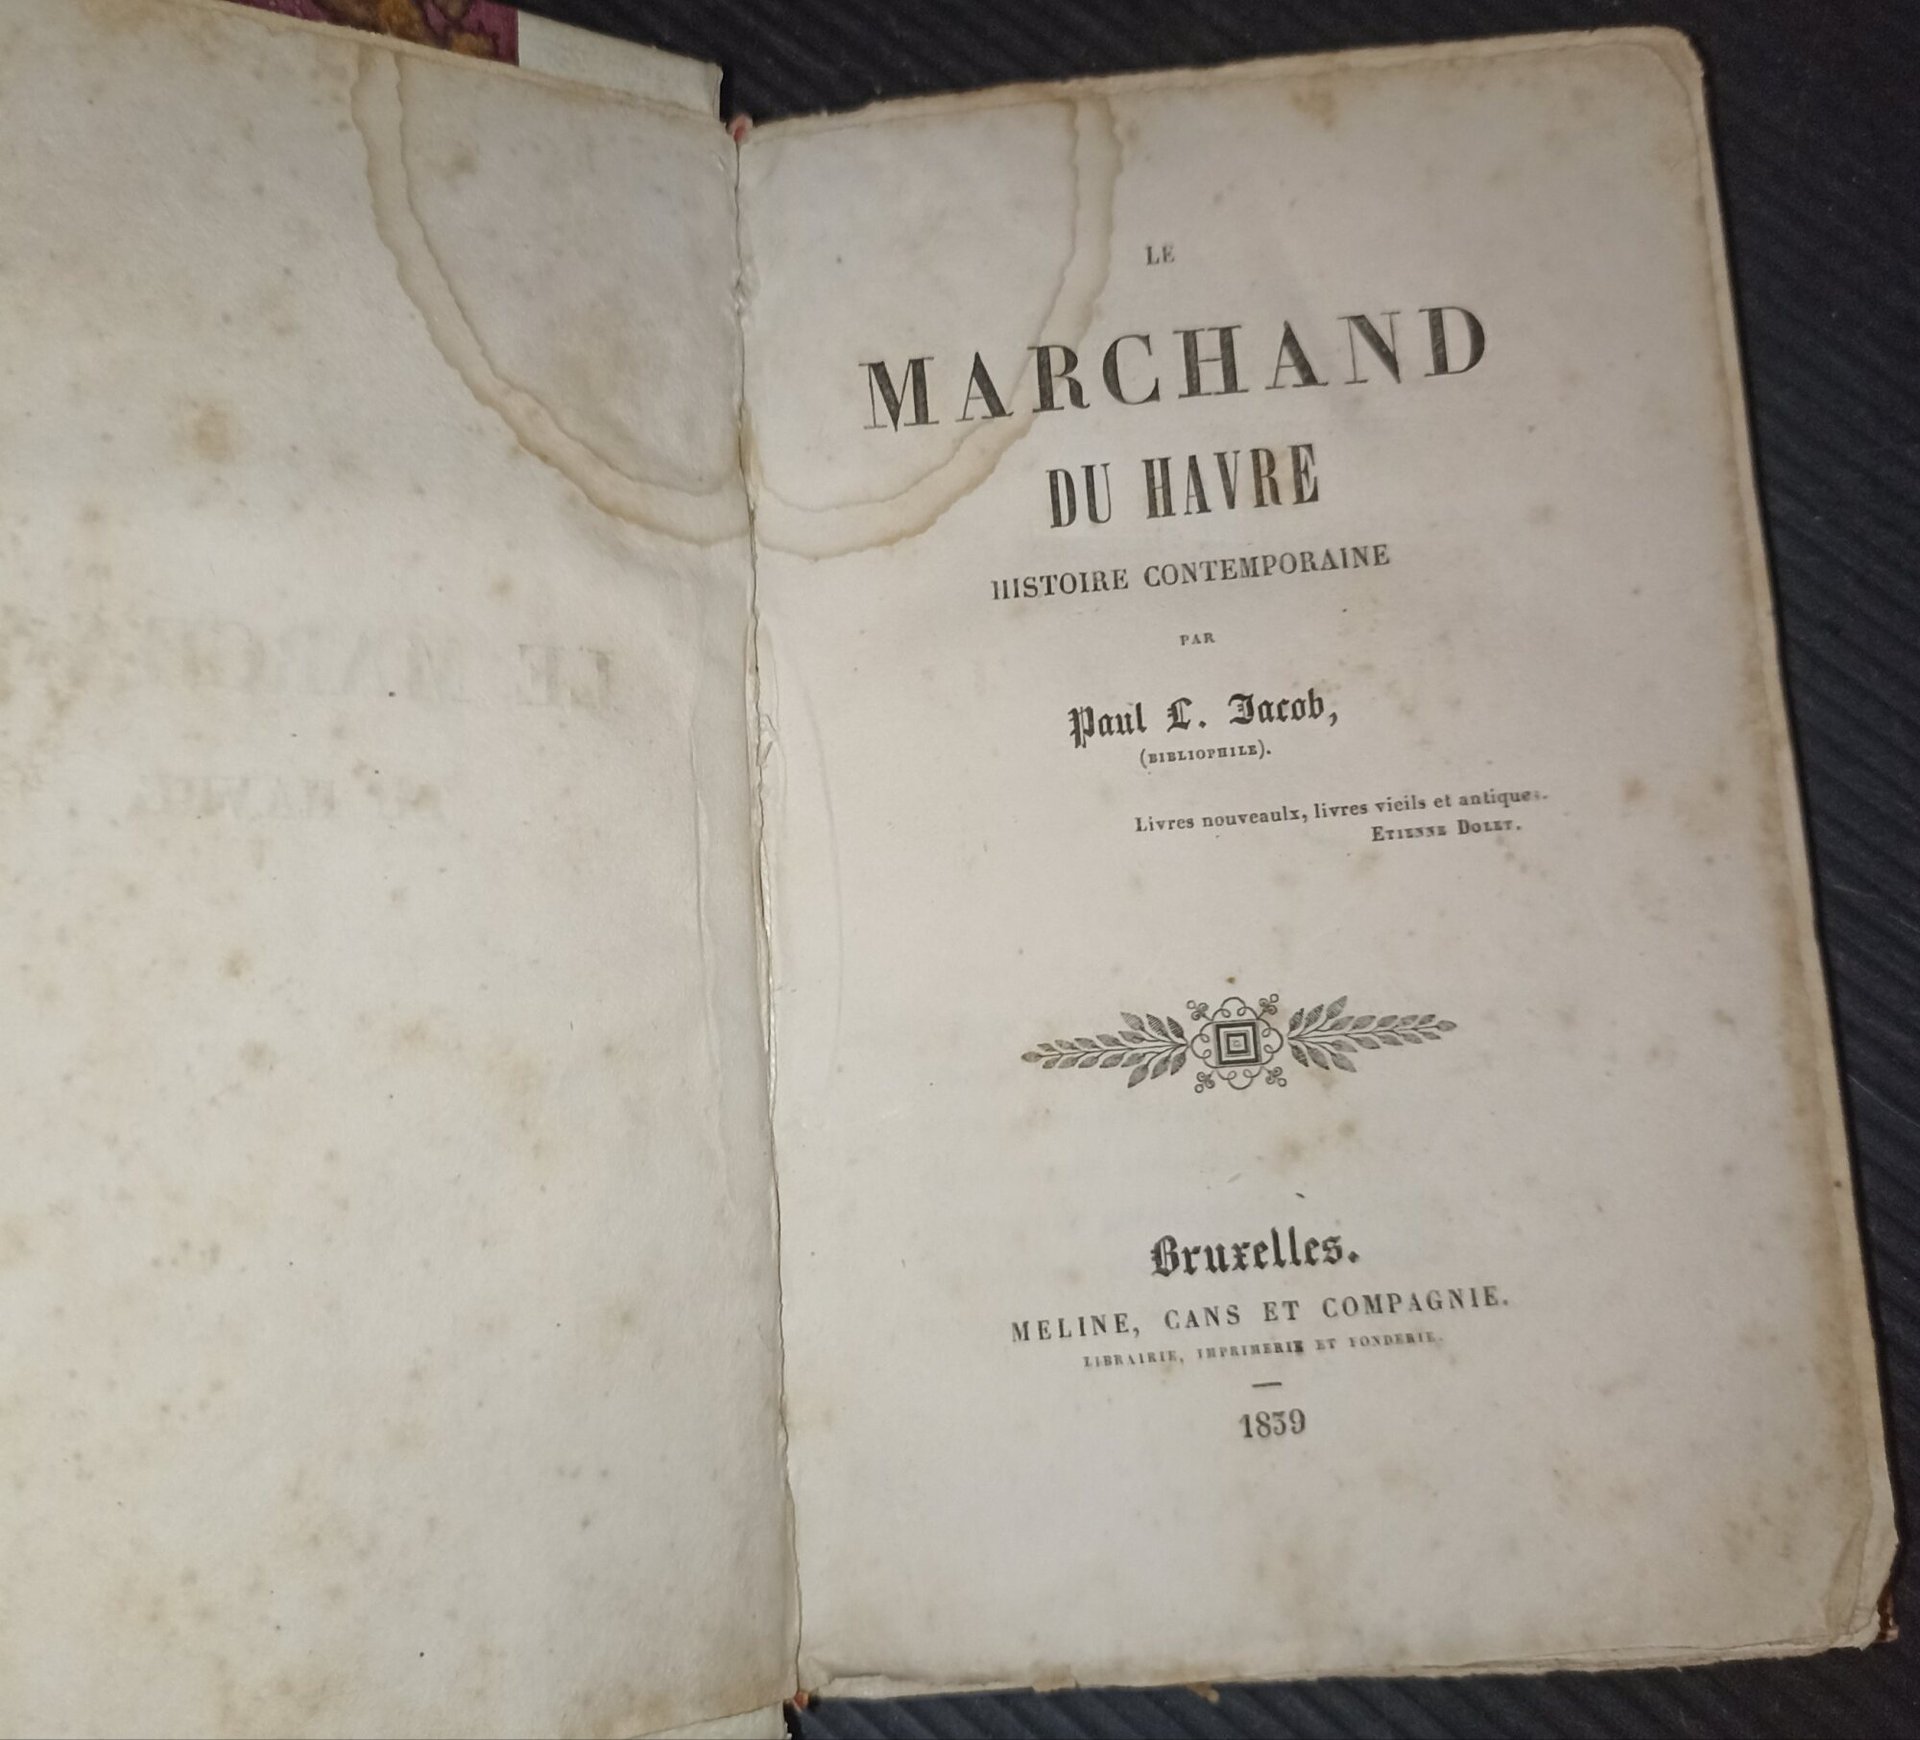 LE
MARCHAND
DU HAVRE
HISTOIRE CONTEMPORAINE
PAR
Paul L. Jacob,
(BIBLIOPHILE).
Livres nouveaulx, livres vieils et antiques.
ETIENNE DOLET.
Bruxelles.
MELINE, CANS ET COMPAGNIE.
LIBRAIRIE, IMPRIMERIE ET FONDERIE.
1839